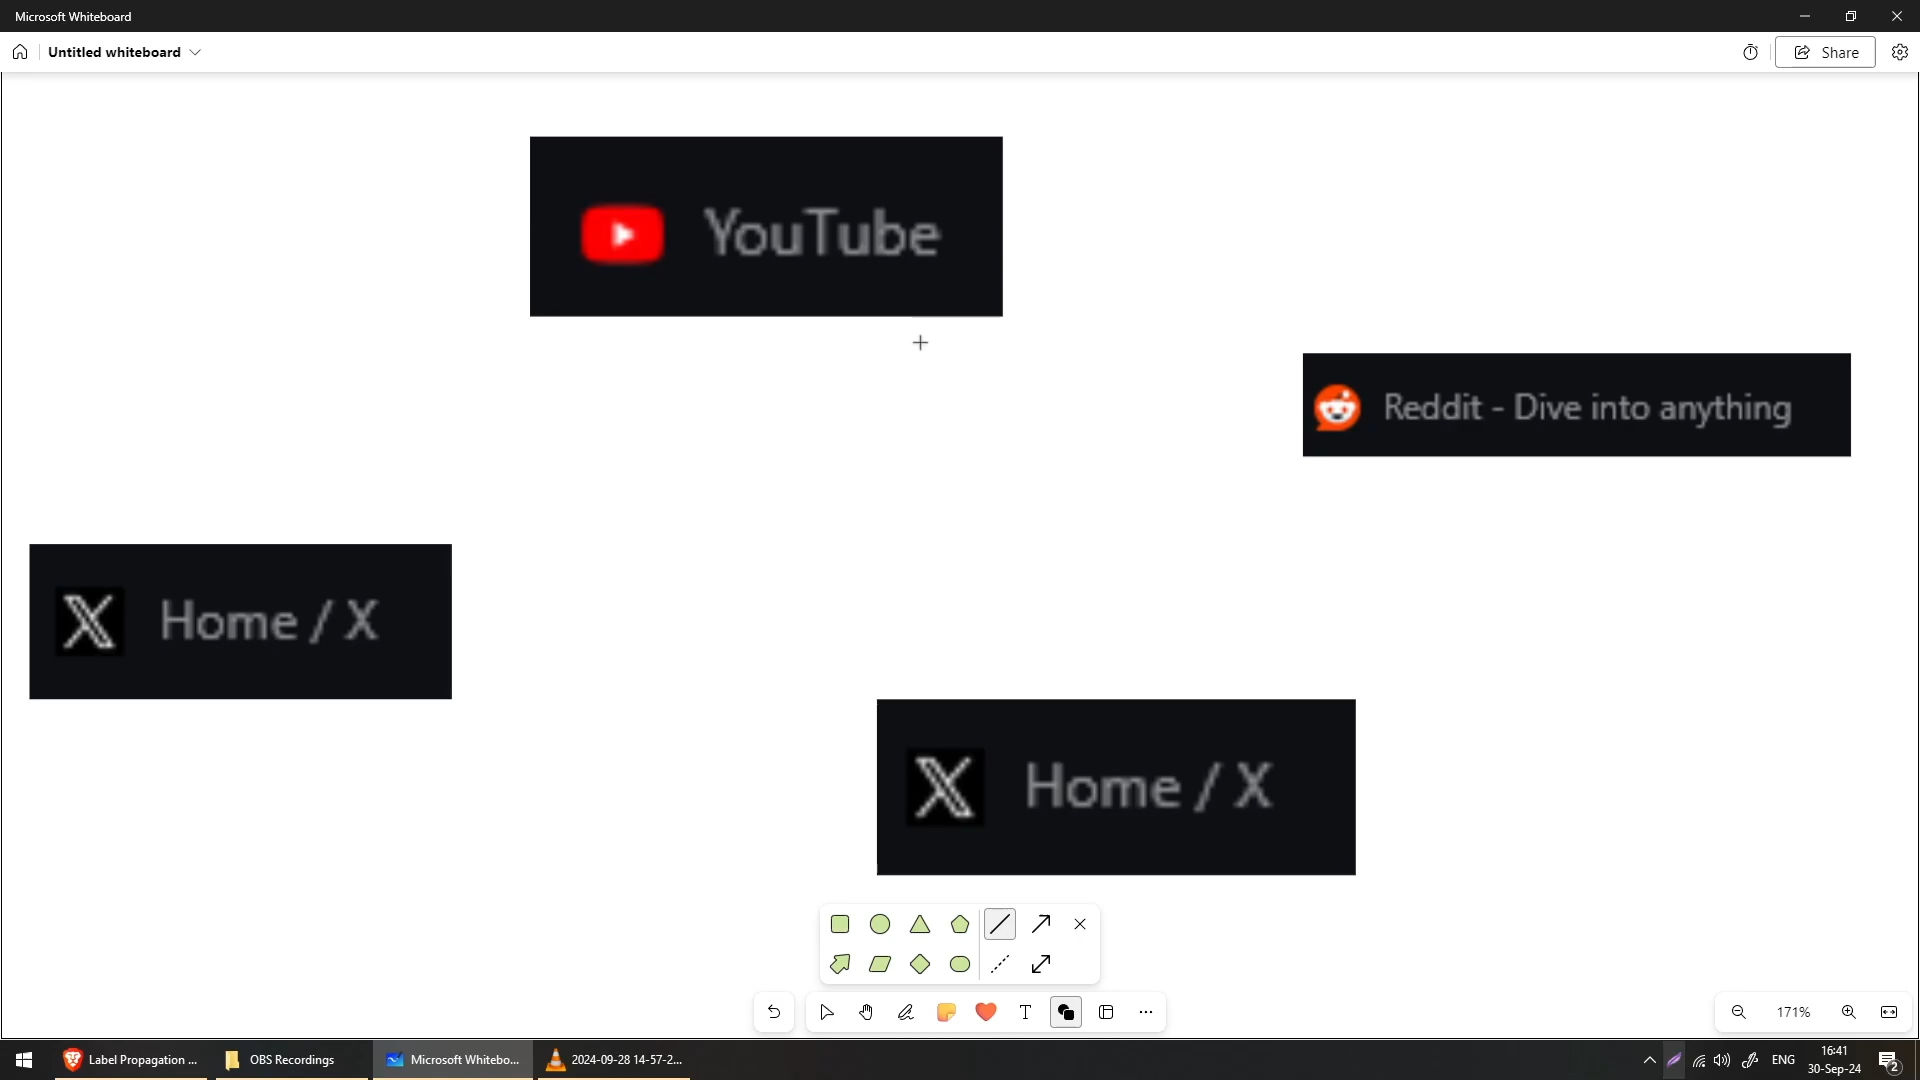 Microsoft Whiteboard
Untitled whiteboard
Share
YouTube
Reddit - Dive into anything
Home / X
Home / X
171%
Label Propagation ...
OBS Recordings
Microsoft Whitebo...
2024-09-28 14-57-2...
ENG
16:41
30-Sep-24
2